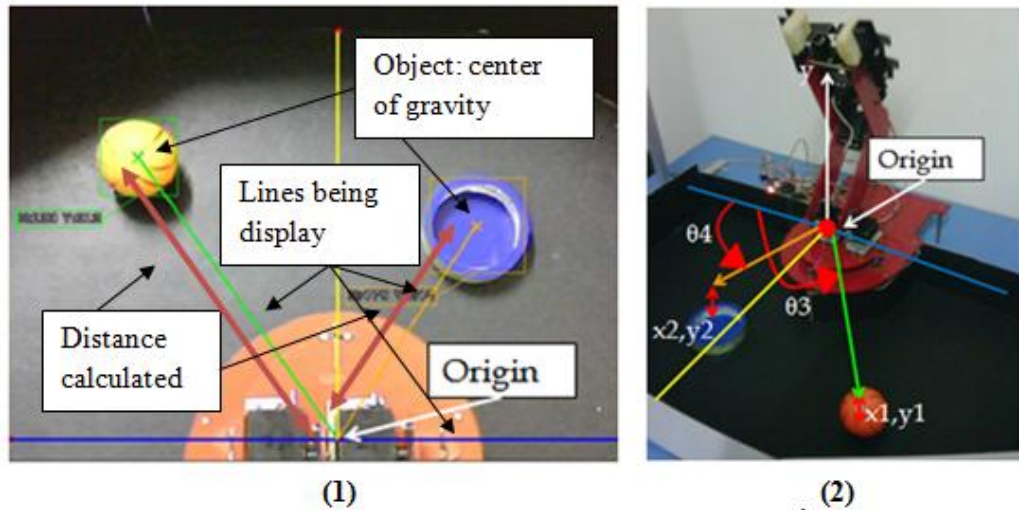 Object: center
of gravity
Lines being
display
Distance
calculated
Origin
(1)
y
Origin
θ4
θ3
x2,y2
x1,y1
(2)